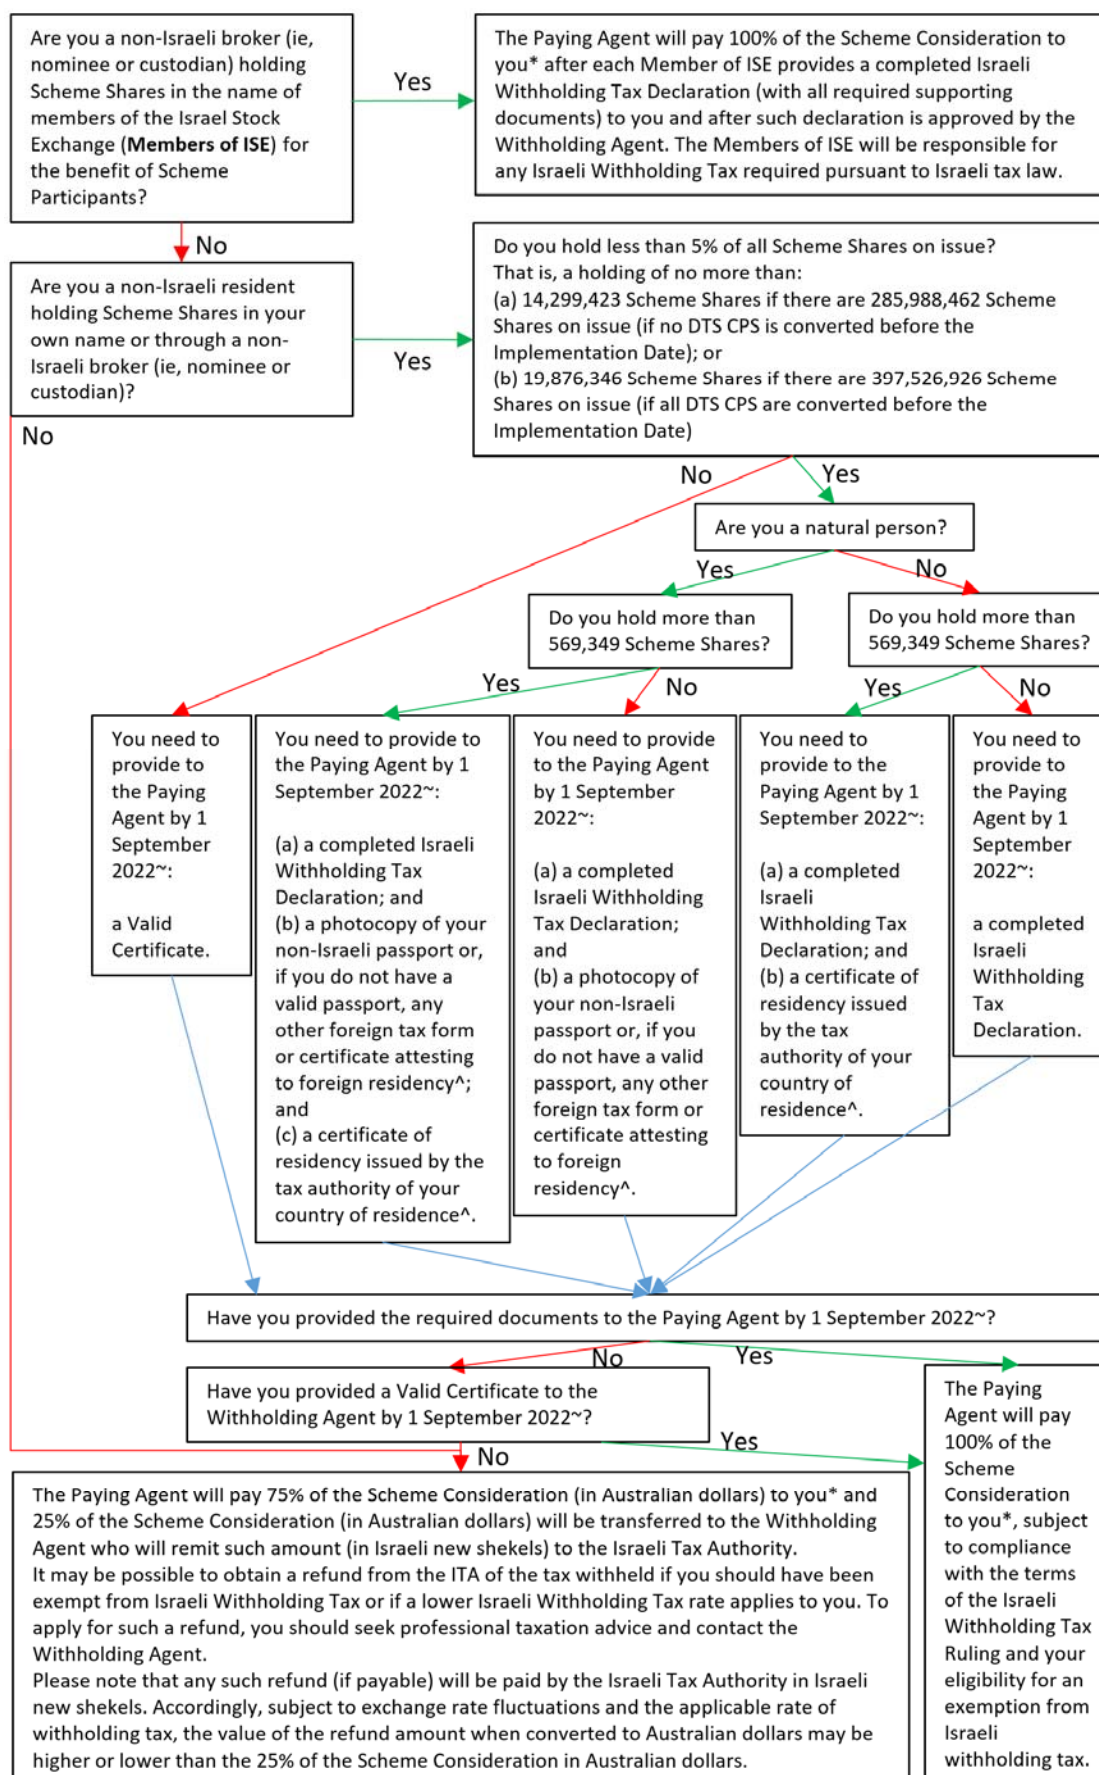 Are you a non-Israeli broker (ie,
nominee or custodian) holding
Scheme Shares in the name of
members of the Israel Stock
Exchange (Members of ISE) for
the benefit of Scheme
Participants?
Yes
The Paying Agent will pay 100% of the Scheme Consideration to
you* after each Member of ISE provides a completed Israeli
Withholding Tax Declaration (with all required supporting
documents) to you and after such declaration is approved by the
Withholding Agent. The Members of ISE will be responsible for
any Israeli Withholding Tax required pursuant to Israeli tax law.
No
Are you a non-Israeli resident
holding Scheme Shares in your
own name or through a non-
Israeli broker (ie, nominee or
custodian)?
Yes
No
Do you hold less than 5% of all Scheme Shares on issue?
That is, a holding of no more than:
(a) 14,299,423 Scheme Shares if there are 285,988,462 Scheme
Shares on issue (if no DTS CPS is converted before the
Implementation Date); or
(b) 19,876,346 Scheme Shares if there are 397,526,926 Scheme
Shares on issue (if all DTS CPS are converted before the
Implementation Date)
No
Yes
Are you a natural person?
Yes
No
Do you hold more than
569,349 Scheme Shares?
Do you hold more than
569,349 Scheme Shares?
Yes
No
Yes
No
You need to
provide to
the Paying
Agent by 1
September
2022~:
a Valid
Certificate.
You need to provide to
the Paying Agent by 1
September 2022~:
(a) a completed Israeli
Withholding Tax
Declaration; and
(b) a photocopy of your
non-Israeli passport or,
if you do not have a
valid passport, any
other foreign tax form
or certificate attesting
to foreign residency^;
and
(c) a certificate of
residency issued by the
tax authority of your
country of residence^.
You need to provide
to the Paying Agent
by 1 September
2022~:
(a) a completed
Israeli Withholding
Tax Declaration;
and
(b) a photocopy of
your non-Israeli
passport or, if you
do not have a valid
passport, any other
foreign tax form or
certificate attesting
to foreign
residency^.
You need to
provide to the
Paying Agent by 1
September 2022~:
(a) a completed
Israeli
Withholding Tax
Declaration; and
(b) a certificate of
residency issued
by the tax
authority of your
country of
residence^.
You need to
provide to
the Paying
Agent by 1
September
2022~:
a completed
Israeli
Withholding
Tax
Declaration.
Have you provided the required documents to the Paying Agent by 1 September 2022~?
No
Yes
Have you provided a Valid Certificate to the
Withholding Agent by 1 September 2022~?
No
Yes
The Paying Agent will pay 75% of the Scheme Consideration (in Australian dollars) to you* and
25% of the Scheme Consideration (in Australian dollars) will be transferred to the Withholding
Agent who will remit such amount (in Israeli new shekels) to the Israeli Tax Authority.
It may be possible to obtain a refund from the ITA of the tax withheld if you should have been
exempt from Israeli Withholding Tax or if a lower Israeli Withholding Tax rate applies to you. To
apply for such a refund, you should seek professional taxation advice and contact the
Withholding Agent.
Please note that any such refund (if payable) will be paid by the Israeli Tax Authority in Israeli
new shekels. Accordingly, subject to exchange rate fluctuations and the applicable rate of
withholding tax, the value of the refund amount when converted to Australian dollars may be
higher or lower than the 25% of the Scheme Consideration in Australian dollars.
The Paying
Agent will pay
100% of the
Scheme
Consideration
to you*, subject
to compliance
with the terms
of the Israeli
Withholding Tax
Ruling and your
eligibility for an
exemption from
Israeli
withholding tax.